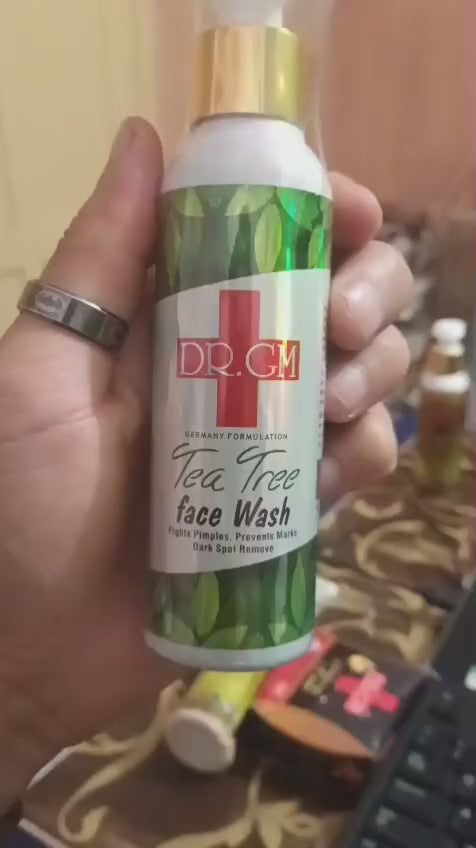 DR.GM
GERMANY FORMULATION
Tea Tree
face Wash
Fights Pimples, Prevents Marks
Dark Spot Remove